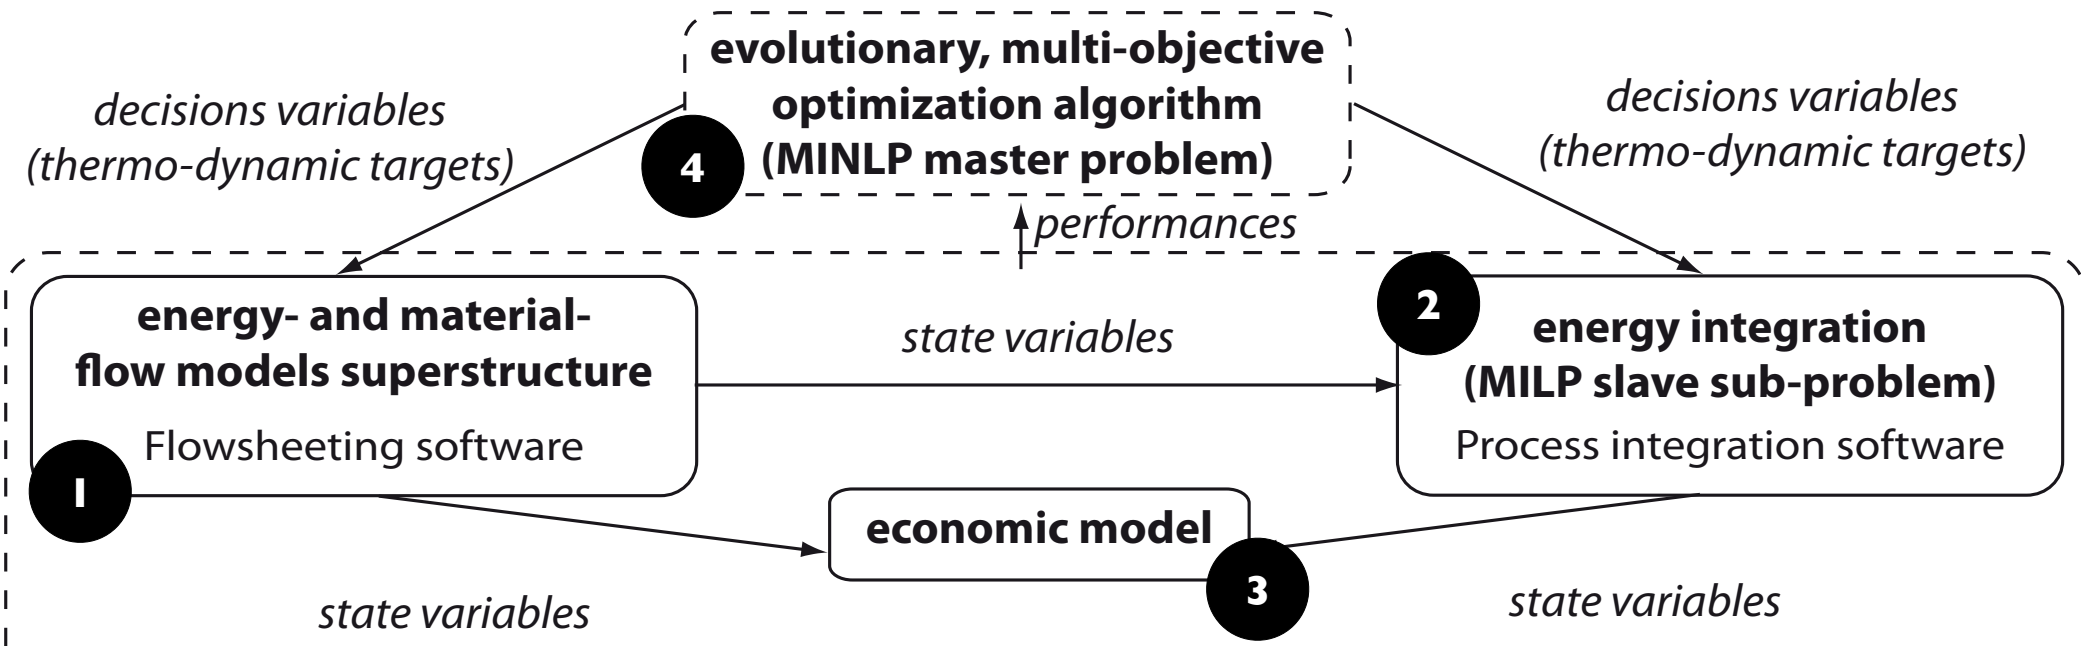 evolutionary, multi-objective
optimization algorithm
(MINLP master problem)
4
decisions variables
(thermo-dynamic targets)
decisions variables
(thermo-dynamic targets)
performances
energy- and material-
flow models superstructure
Flowsheeting software
1
state variables
2
energy integration
(MILP slave sub-problem)
Process integration software
economic model
3
state variables
state variables